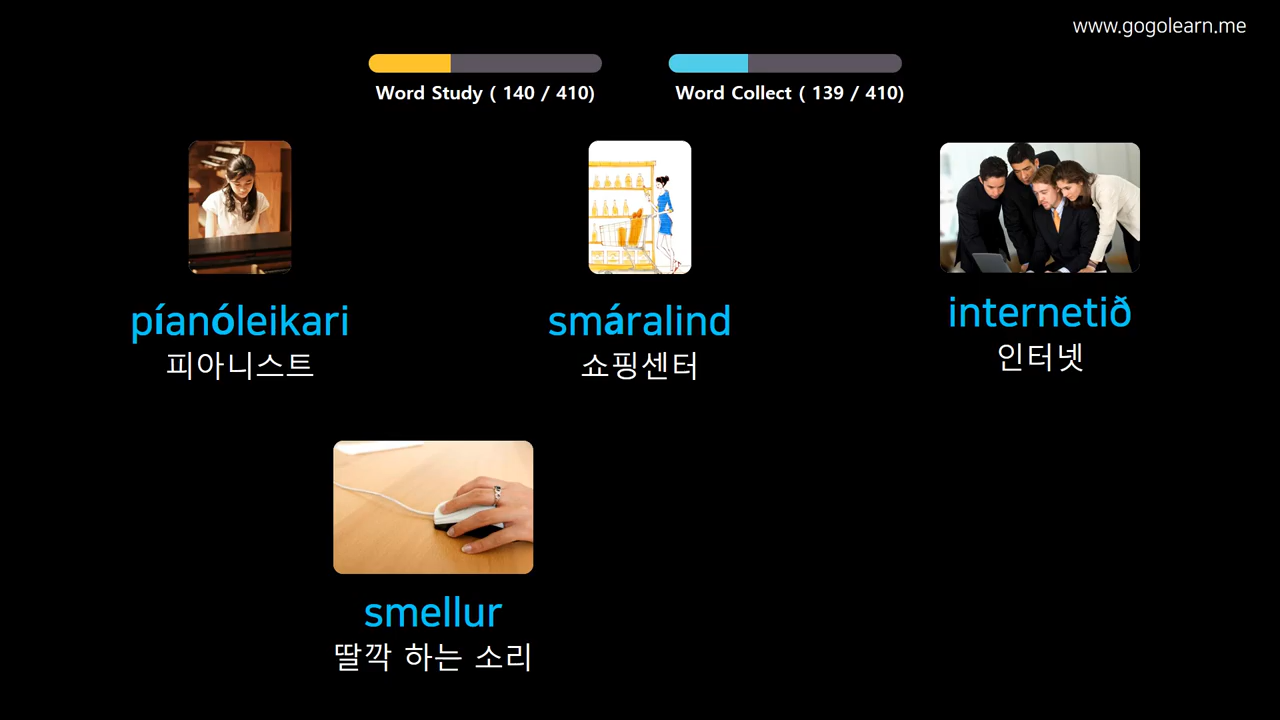 www.gogolearn.me
Word Study ( 140 / 410)
Word Collect ( 139 / 410)
píanóleikari
피아니스트
smáralind
쇼핑센터
internetið
인터넷
smellur
딸깍 하는 소리